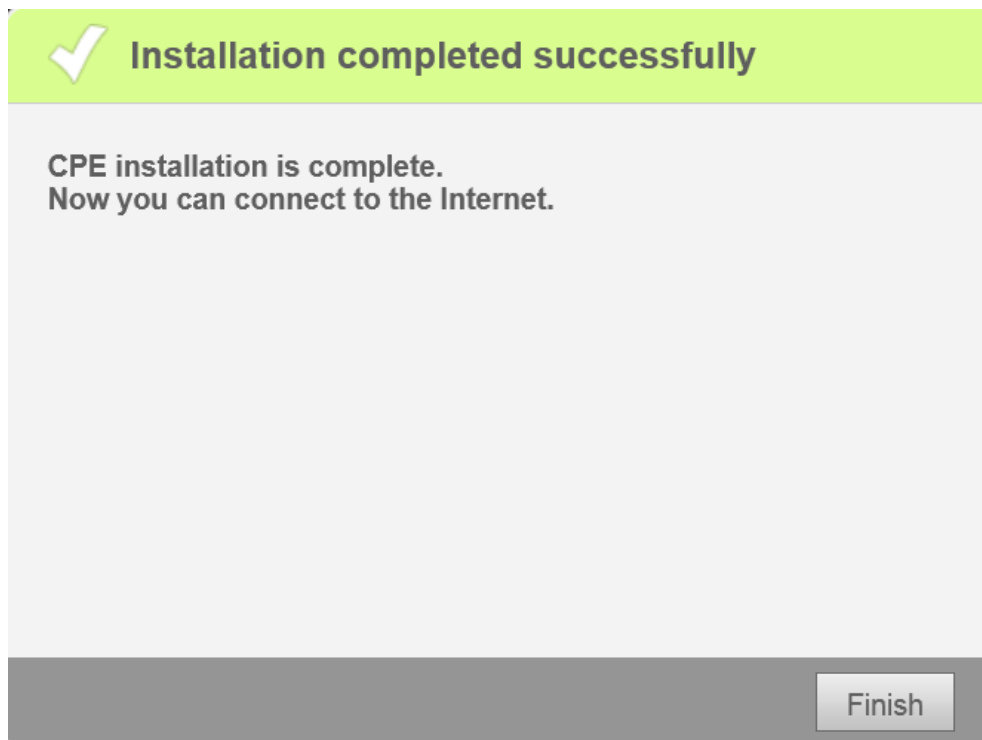 Installation completed successfully
CPE installation is complete.
Now you can connect to the Internet.
Finish